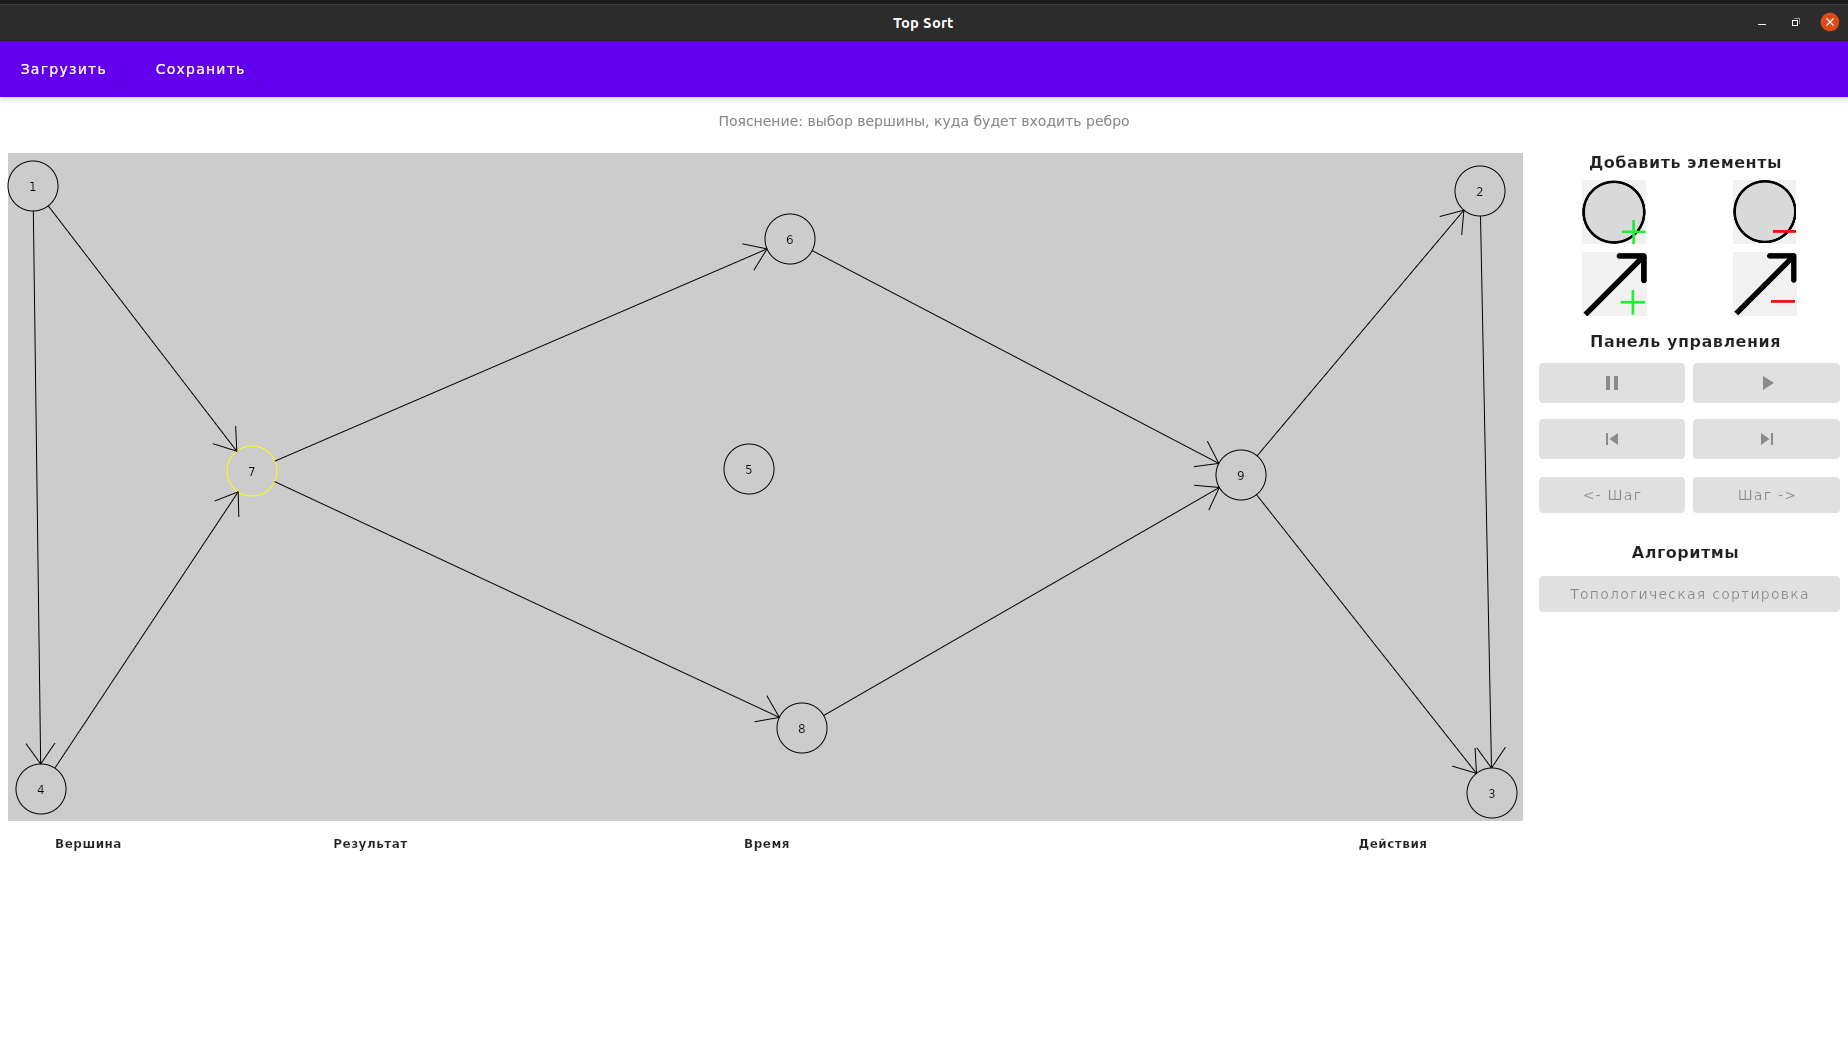 Top Sort
Загрузить Сохранить
Пояснение: выбор вершины, куда будет входить ребро
Добавить элементы
1
2
6
Панель управления
7
5
9
<- Шаг Шаг ->
Алгоритмы
Топологическая сортировка
8
4
3
Вершина Результат Время Действия